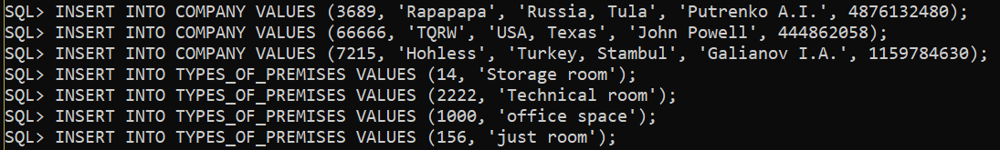 SQL> INSERT INTO COMPANY VALUES (3689, 'Rapapapa', 'Russia, Tula', 'Putrenko A.I.', 4876132480);
SQL> INSERT INTO COMPANY VALUES (66666, 'TQRW', 'USA, Texas', 'John Powell', 444862058);
SQL> INSERT INTO COMPANY VALUES (7215, 'Hohless', 'Turkey, Stambul', 'Galianov I.A.', 1159784630);
SQL> INSERT INTO TYPES_OF_PREMISES VALUES (14, 'Storage room');
SQL> INSERT INTO TYPES_OF_PREMISES VALUES (2222, 'Technical room');
SQL> INSERT INTO TYPES_OF_PREMISES VALUES (1000, 'office space');
SQL> INSERT INTO TYPES_OF_PREMISES VALUES (156, 'just room');